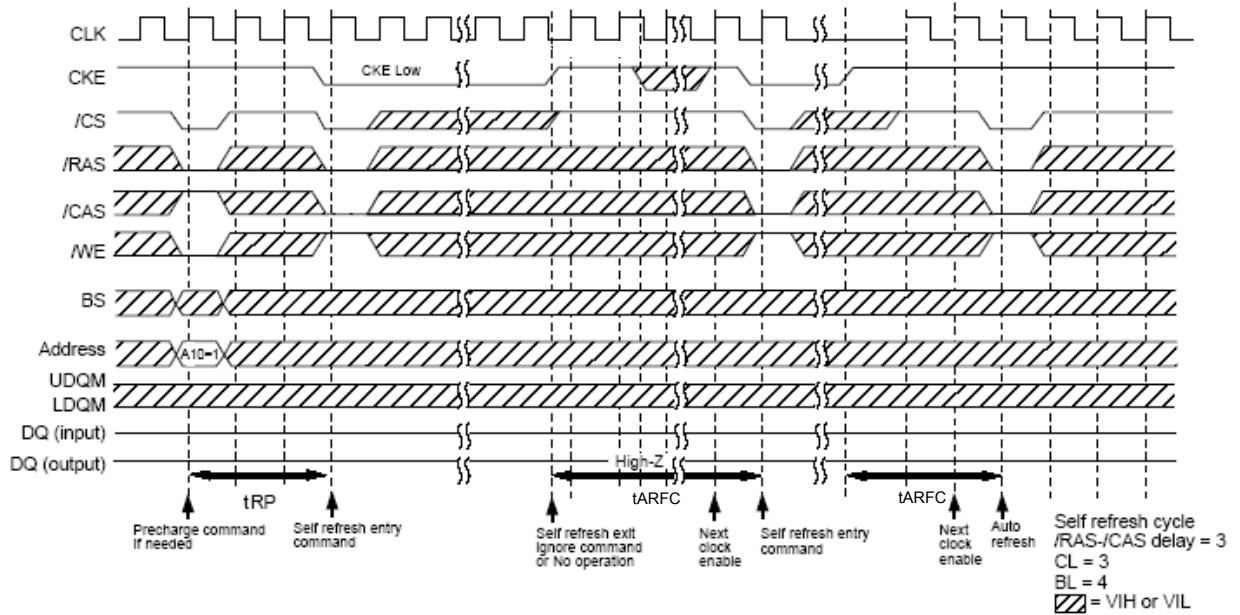 CLK
CKE
CKE Low
/CS
/RAS
/CAS
/WE
BS
Address
A10=1
UDQM
LDQM
DQ (input)
DQ (output)
High-Z
tRP
tARFC
tARFC
Precharge command
If needed
Self refresh entry
command
Self refresh exit
Ignore command
or No operation
Next
clock
enable
Self refresh entry
command
Next
clock
enable
Auto
refresh
Self refresh cycle
/RAS-/CAS delay = 3
CL = 3
BL = 4
= VIH or VIL